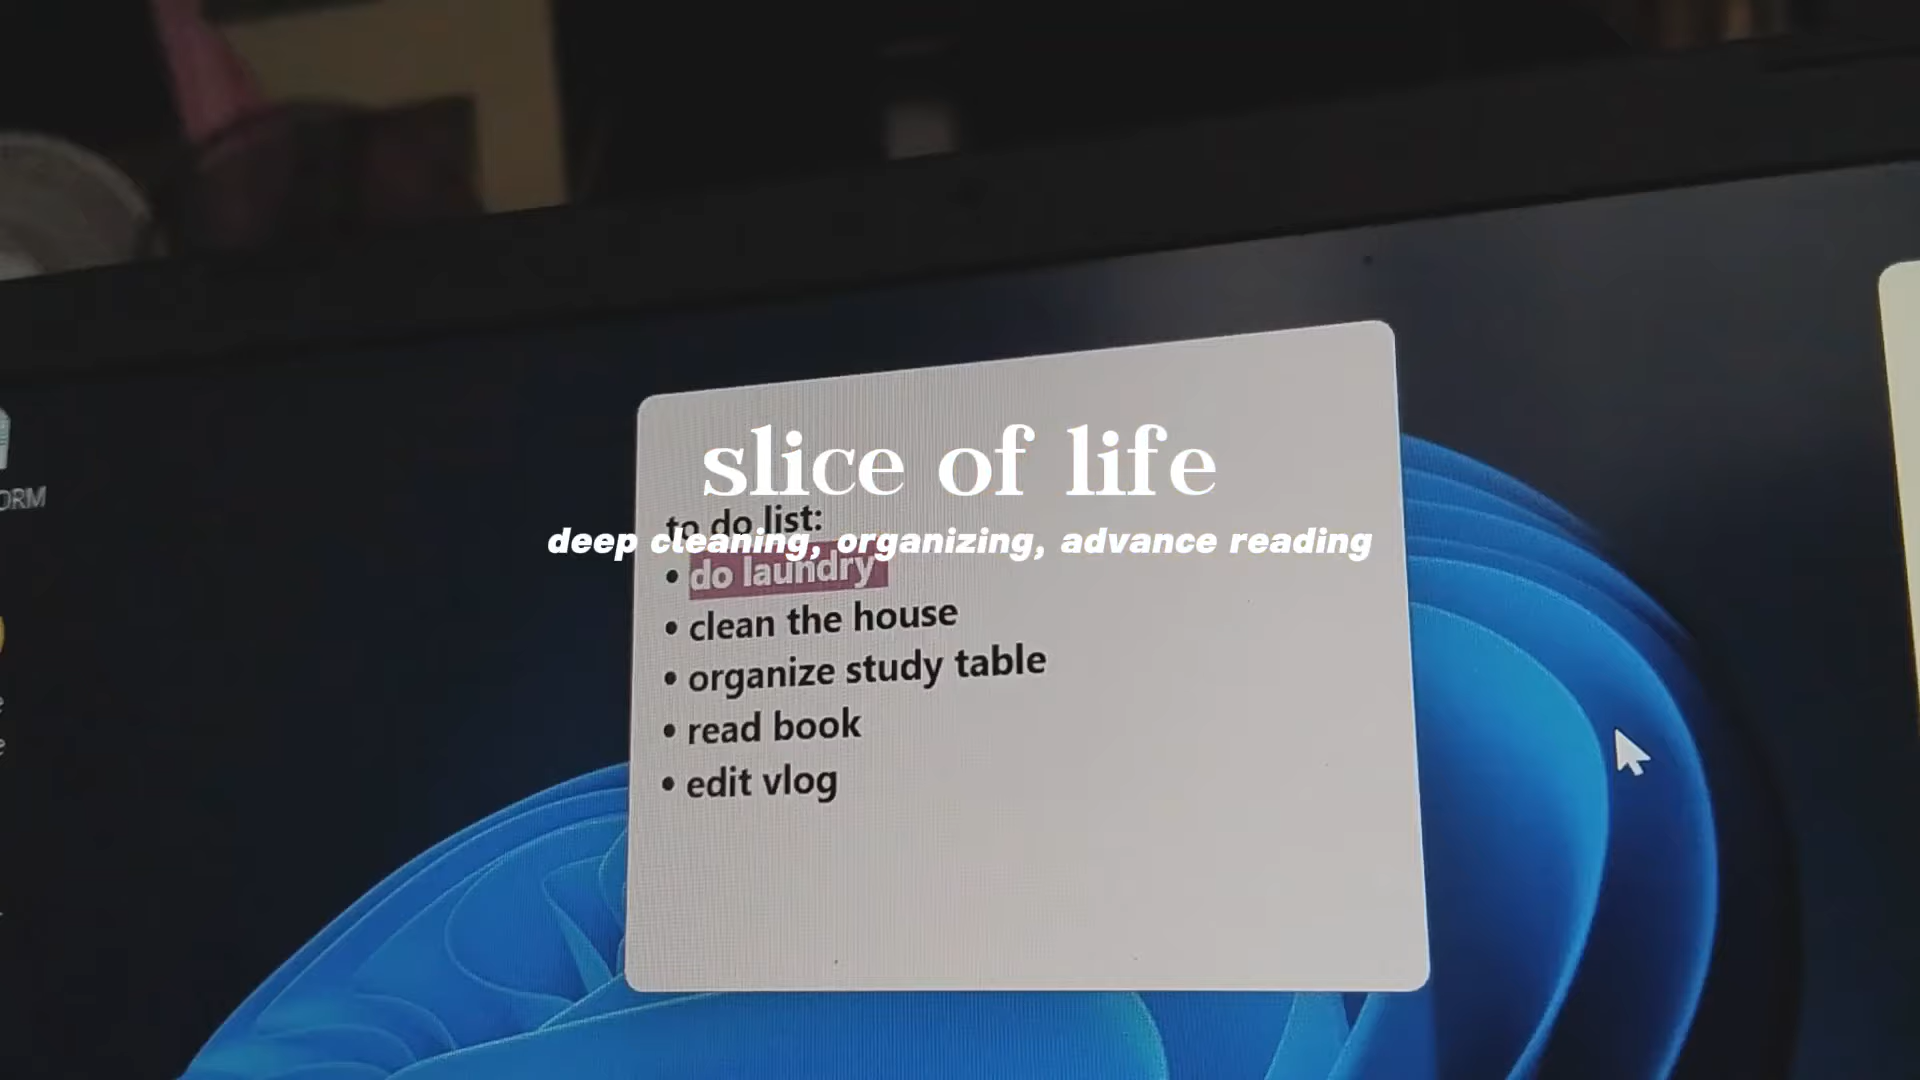 slice of life
to do list:
deep cleaning, organizing, advance reading
• do laundry
• clean the house
• organize study table
• read book
• edit vlog